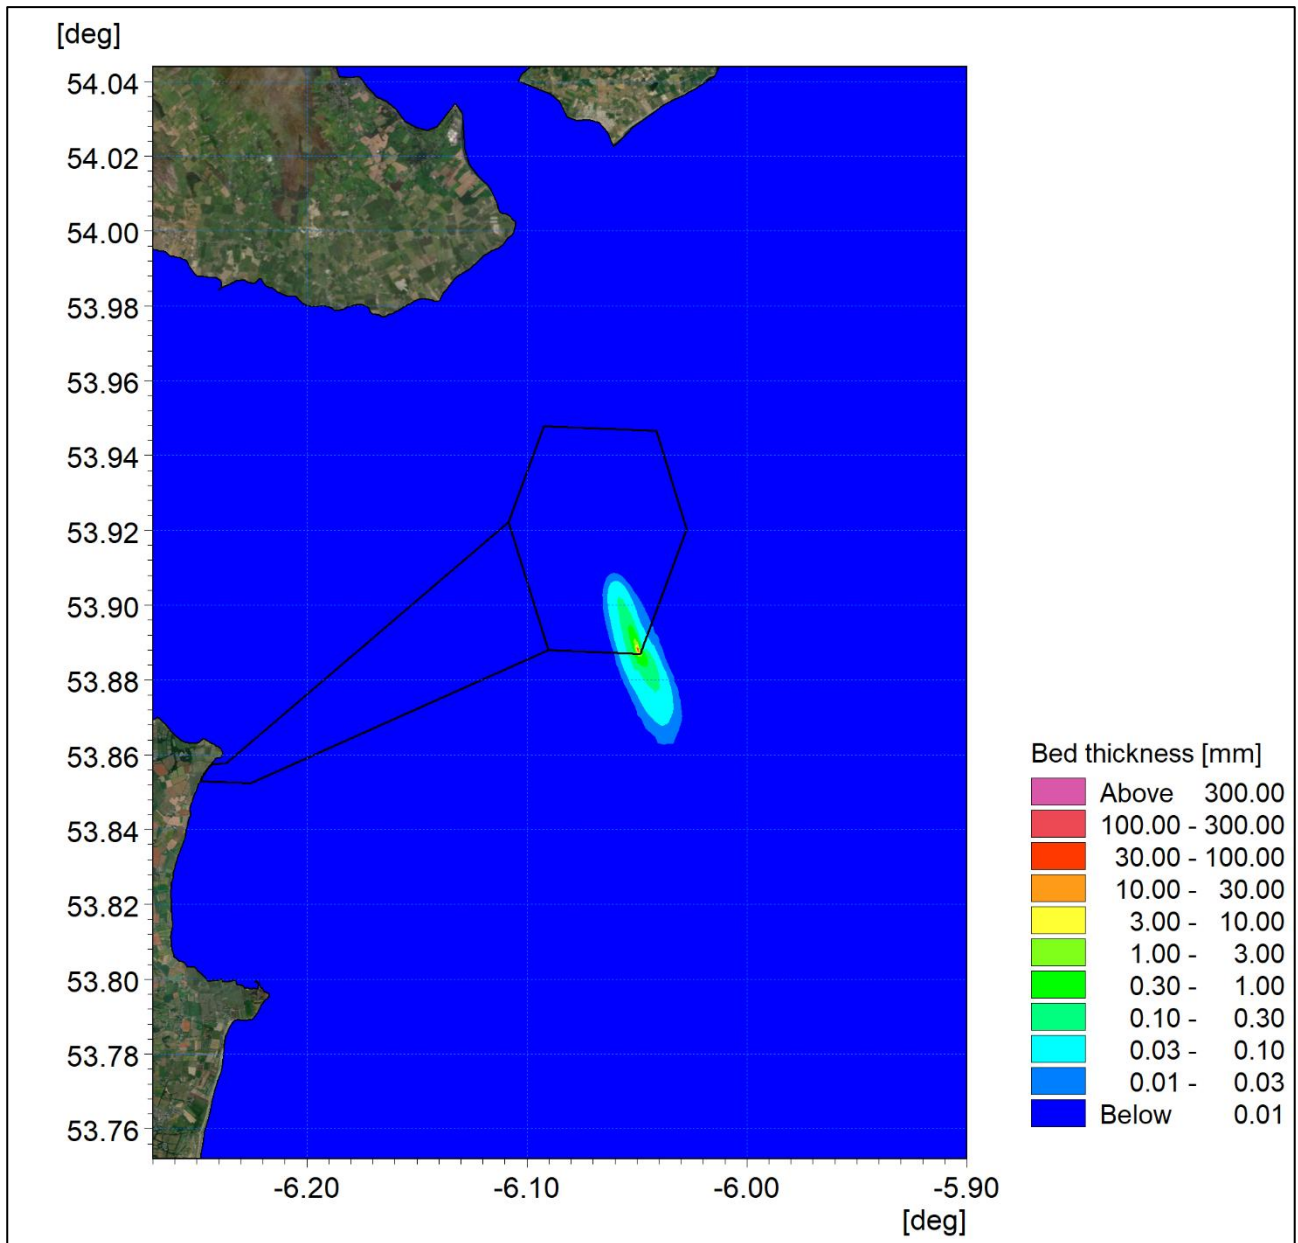 [deg]
54.04
54.02
54.00
53.98
53.96
53.94
53.92
53.90
53.88
53.86
53.84
53.82
53.80
53.78
53.76
-6.20 -6.10 -6.00 -5.90
[deg]
Bed thickness [mm]
Above 300.00
100.00 - 300.00
30.00 - 100.00
10.00 - 30.00
3.00 - 10.00
1.00 - 3.00
0.30 - 1.00
0.10 - 0.30
0.03 - 0.10
0.01 - 0.03
Below 0.01